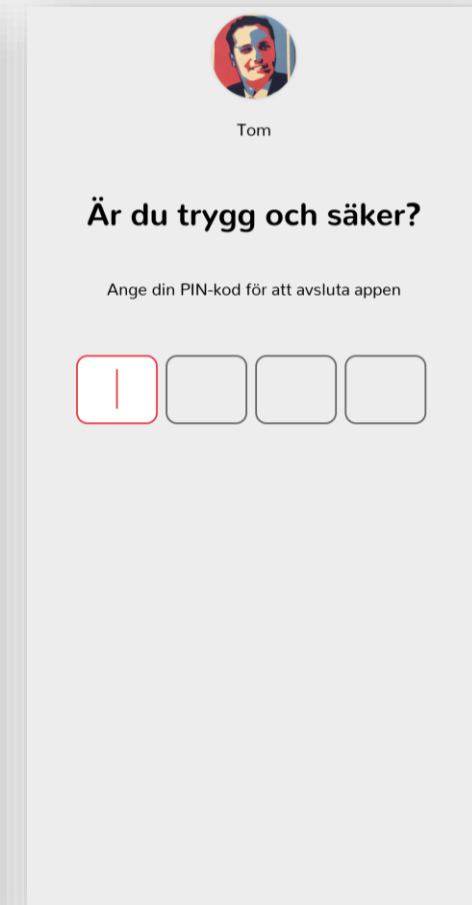 Tom
Är du trygg och säker?
Ange din PIN-kod för att avsluta appen